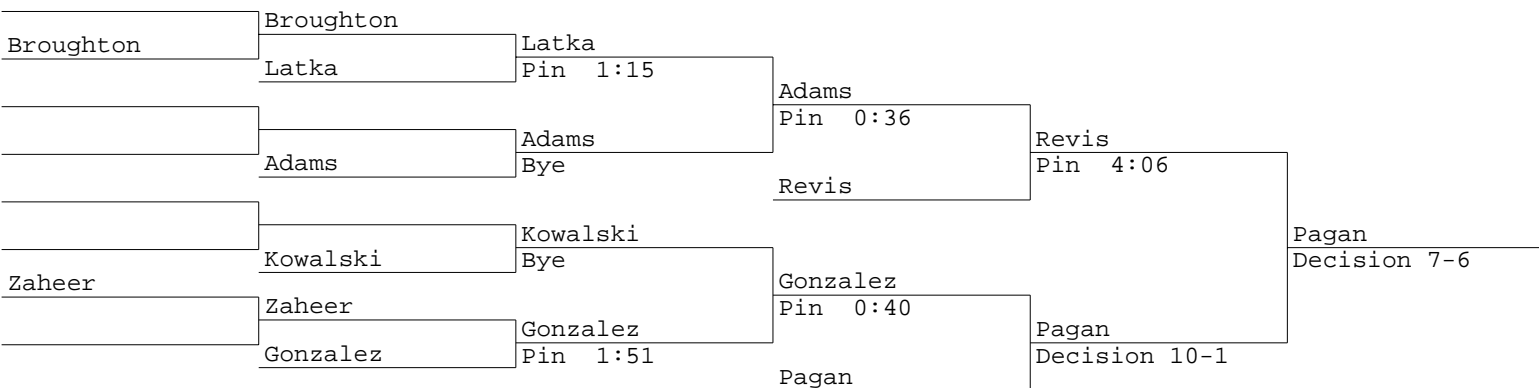 Broughton
Broughton
Latka
Latka
Pin 1:15
Adams
Pin 0:36
Adams
Adams
Bye
Revis
Revis
Pin 4:06
Kowalski
Kowalski
Bye
Pagan
Decision 7-6
Zaheer
Zaheer
Gonzalez
Gonzalez
Pin 1:51
Gonzalez
Pin 0:40
Pagan
Pagan
Decision 10-1